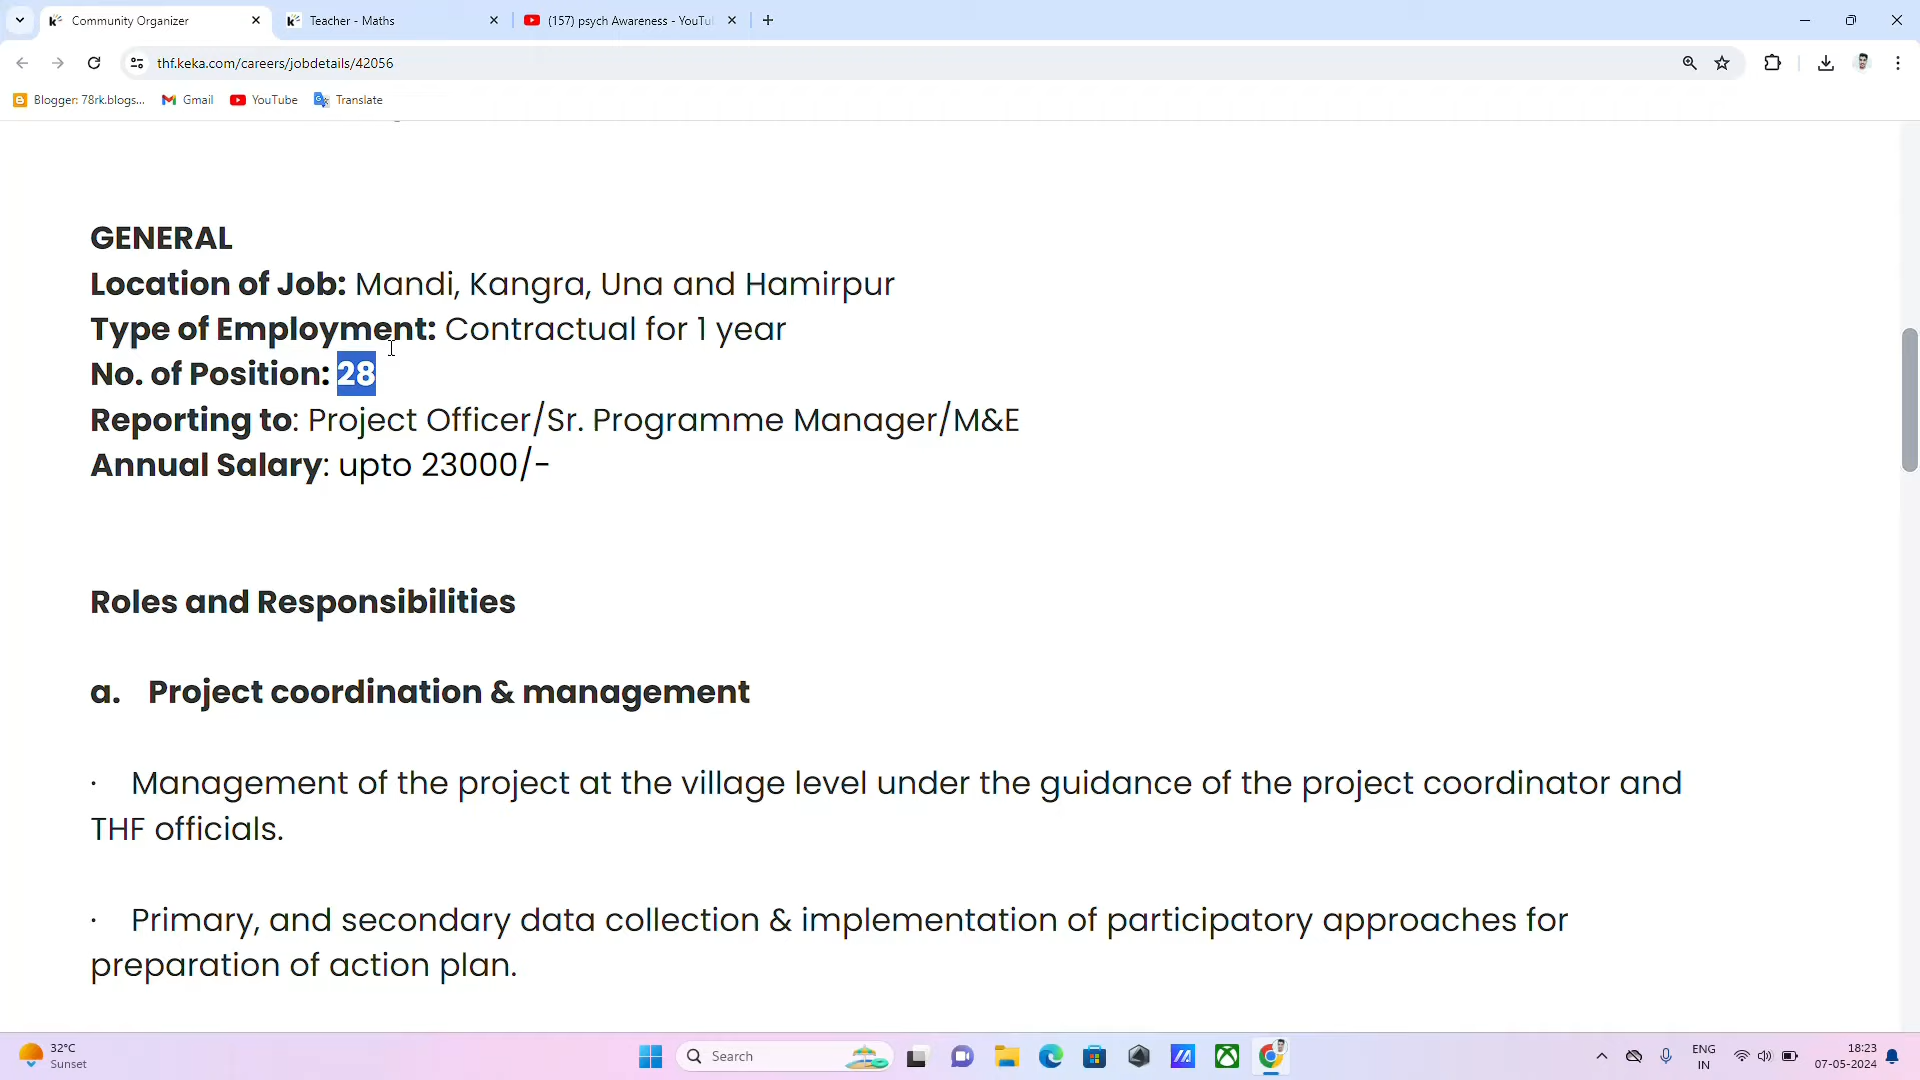 Community Organizer
Teacher - Maths
(157) psych Awareness - YouTu
thf.keka.com/careers/jobdetails/42056
Blogger: 78rk.blogs...
Gmail
YouTube
Translate
GENERAL
Location of Job: Mandi, Kangra, Una and Hamirpur
Type of Employment: Contractual for 1 year
No. of Position: 28
Reporting to: Project Officer/Sr. Programme Manager/M&E
Annual Salary: upto 23000/-
Roles and Responsibilities
a. Project coordination & management
· Management of the project at the village level under the guidance of the project coordinator and
THF officials.
· Primary, and secondary data collection & implementation of participatory approaches for
preparation of action plan.
32°C
Sunset
Search
ENG
IN
18:23
07-05-2024